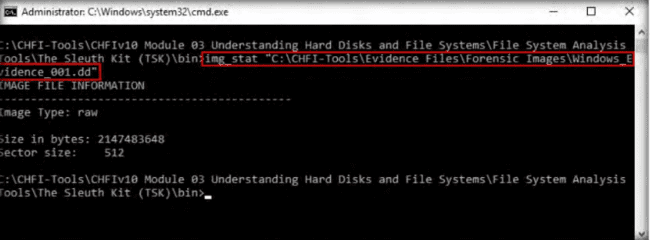 Administrator: C:\Windows\system32\cmd.exe
C:\CHFI-Tools\CHFIv10 Module 03 Understanding Hard Disks and File Systems\File System Analysis
Tools\The Sleuth Kit (TSK)\bin>img_stat "C:\CHFI-Tools\Evidence Files\Forensic Images\Windows_E
vidence_001.dd"
IMAGE FILE INFORMATION
--------------------------------------------
Image Type: raw
Size in bytes: 2147483648
Sector size:    512
C:\CHFI-Tools\CHFIv10 Module 03 Understanding Hard Disks and File Systems\File System Analysis
Tools\The Sleuth Kit (TSK)\bin>